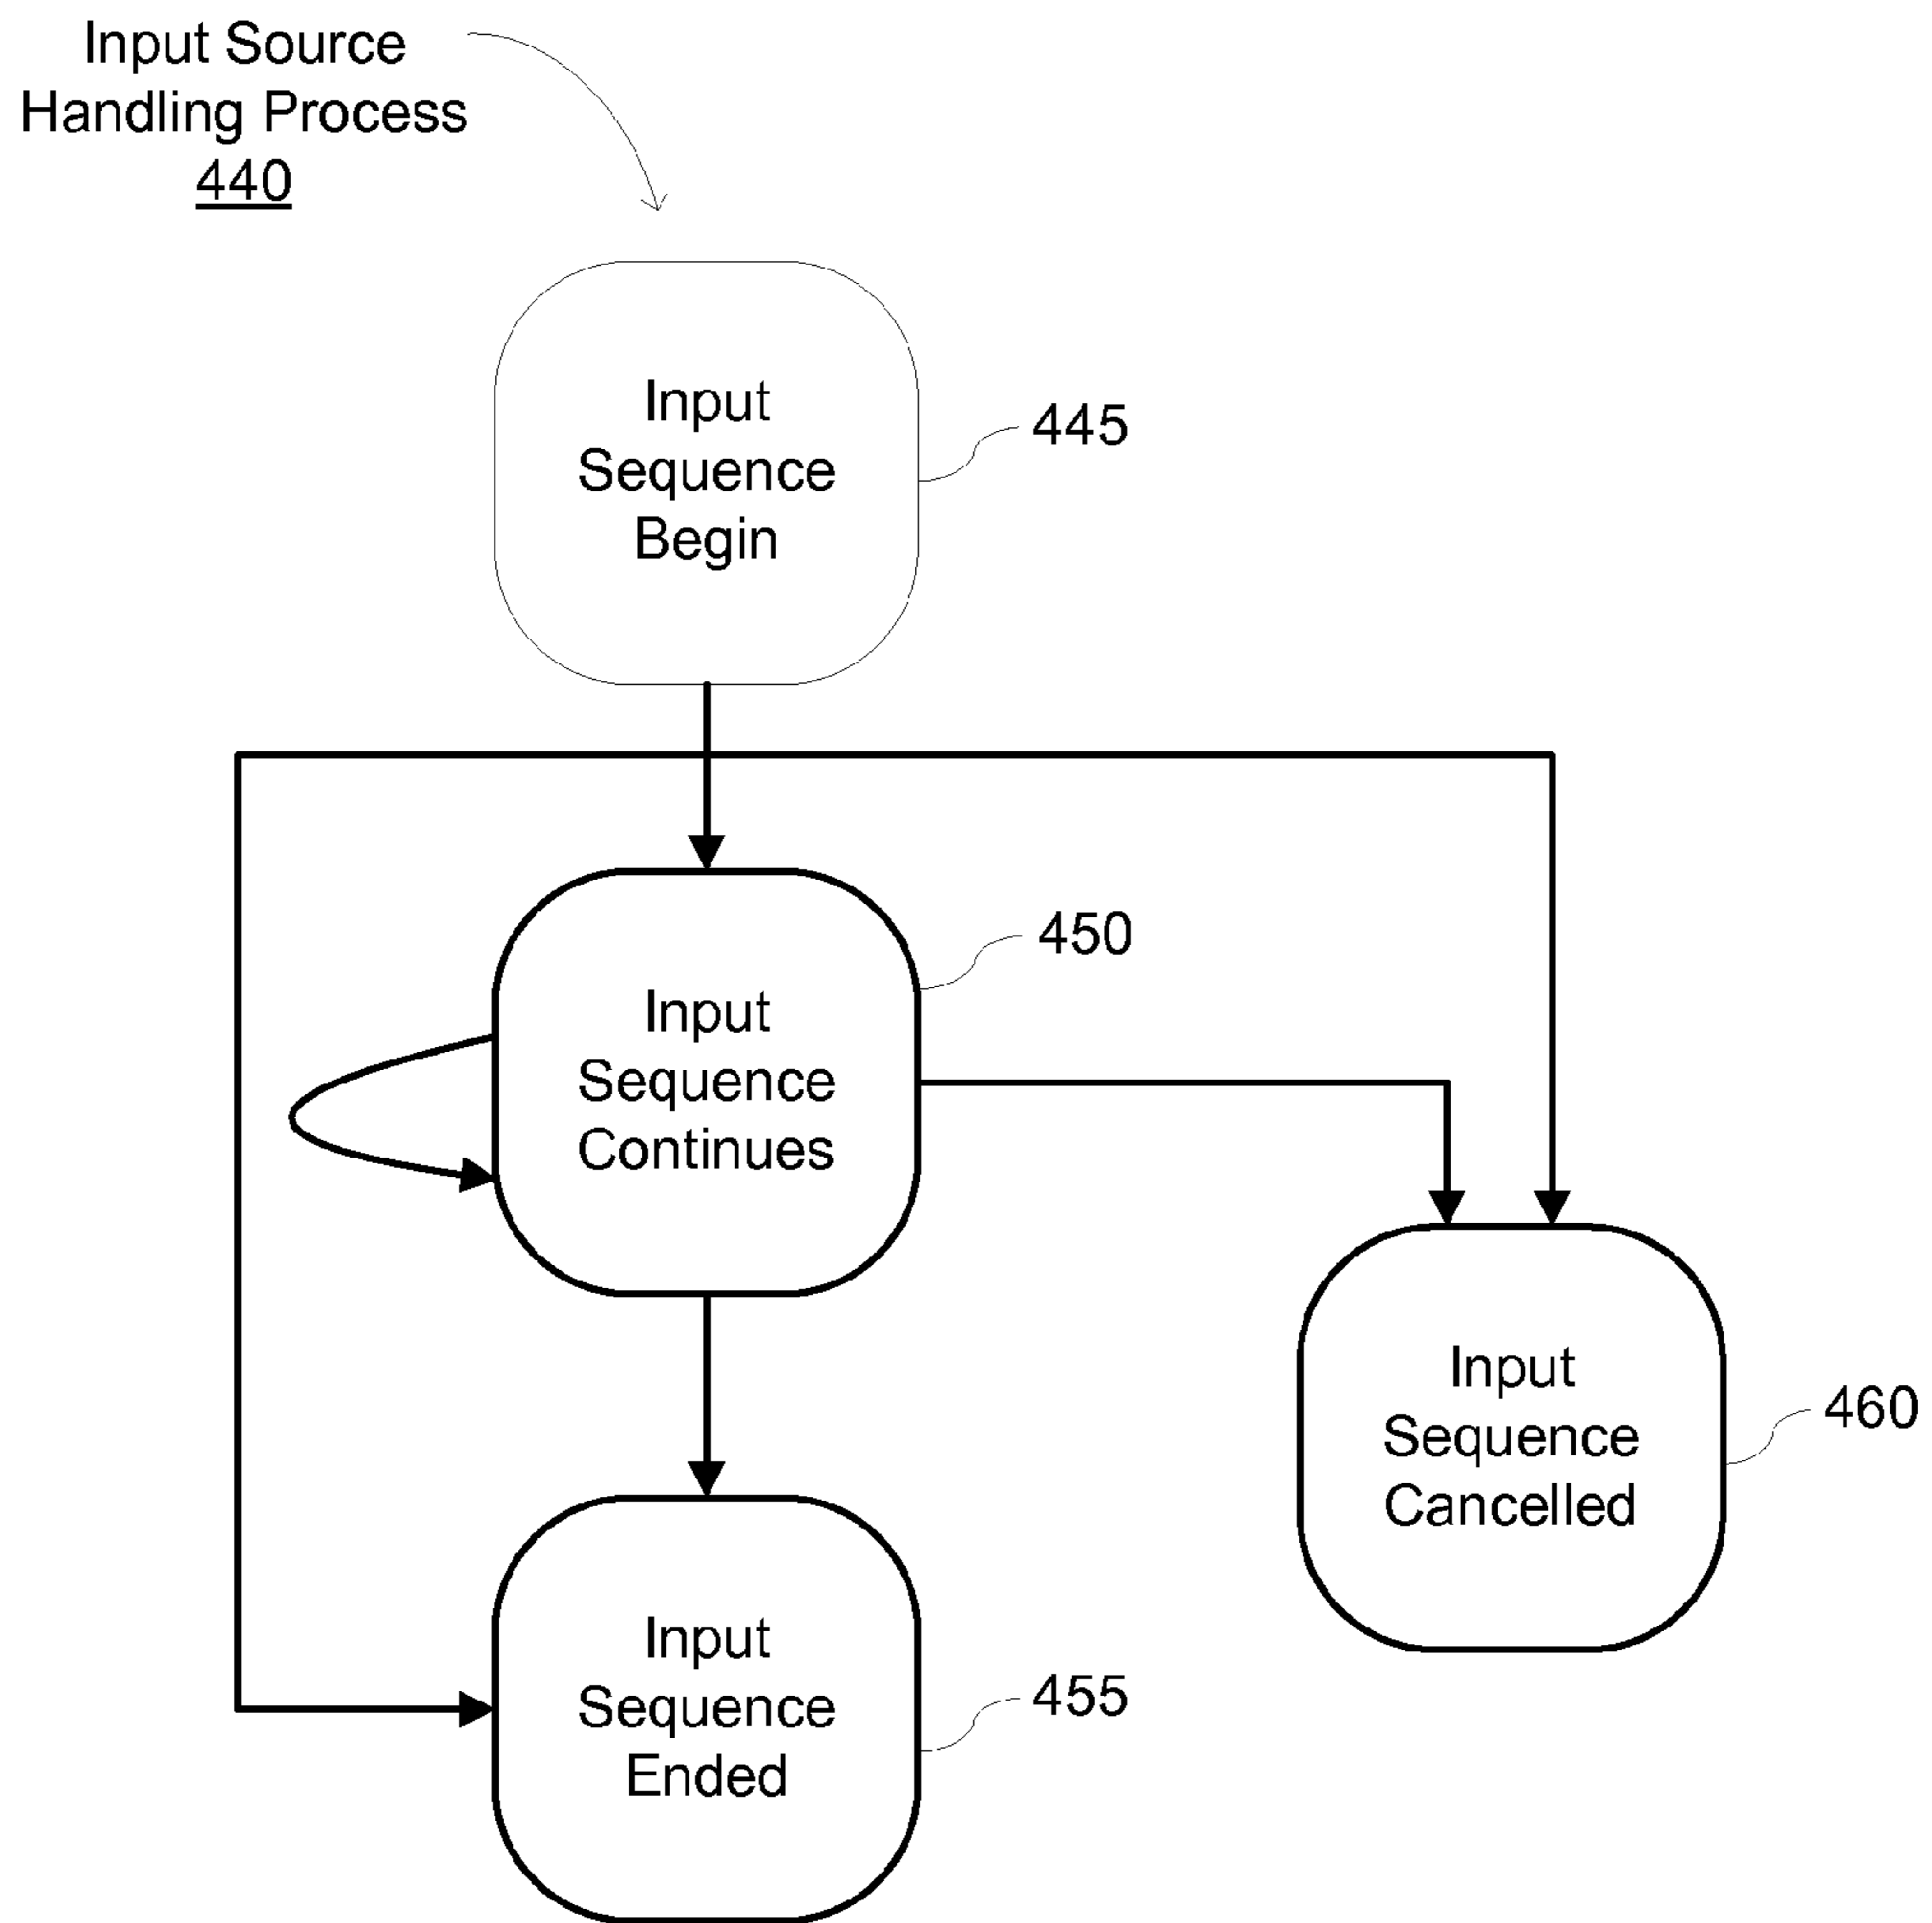 Input Source
Handling Process
440
Input
Sequence
Begin
445
Input
Sequence
Continues
450
Input
Sequence
Cancelled
460
Input
Sequence
Ended
455